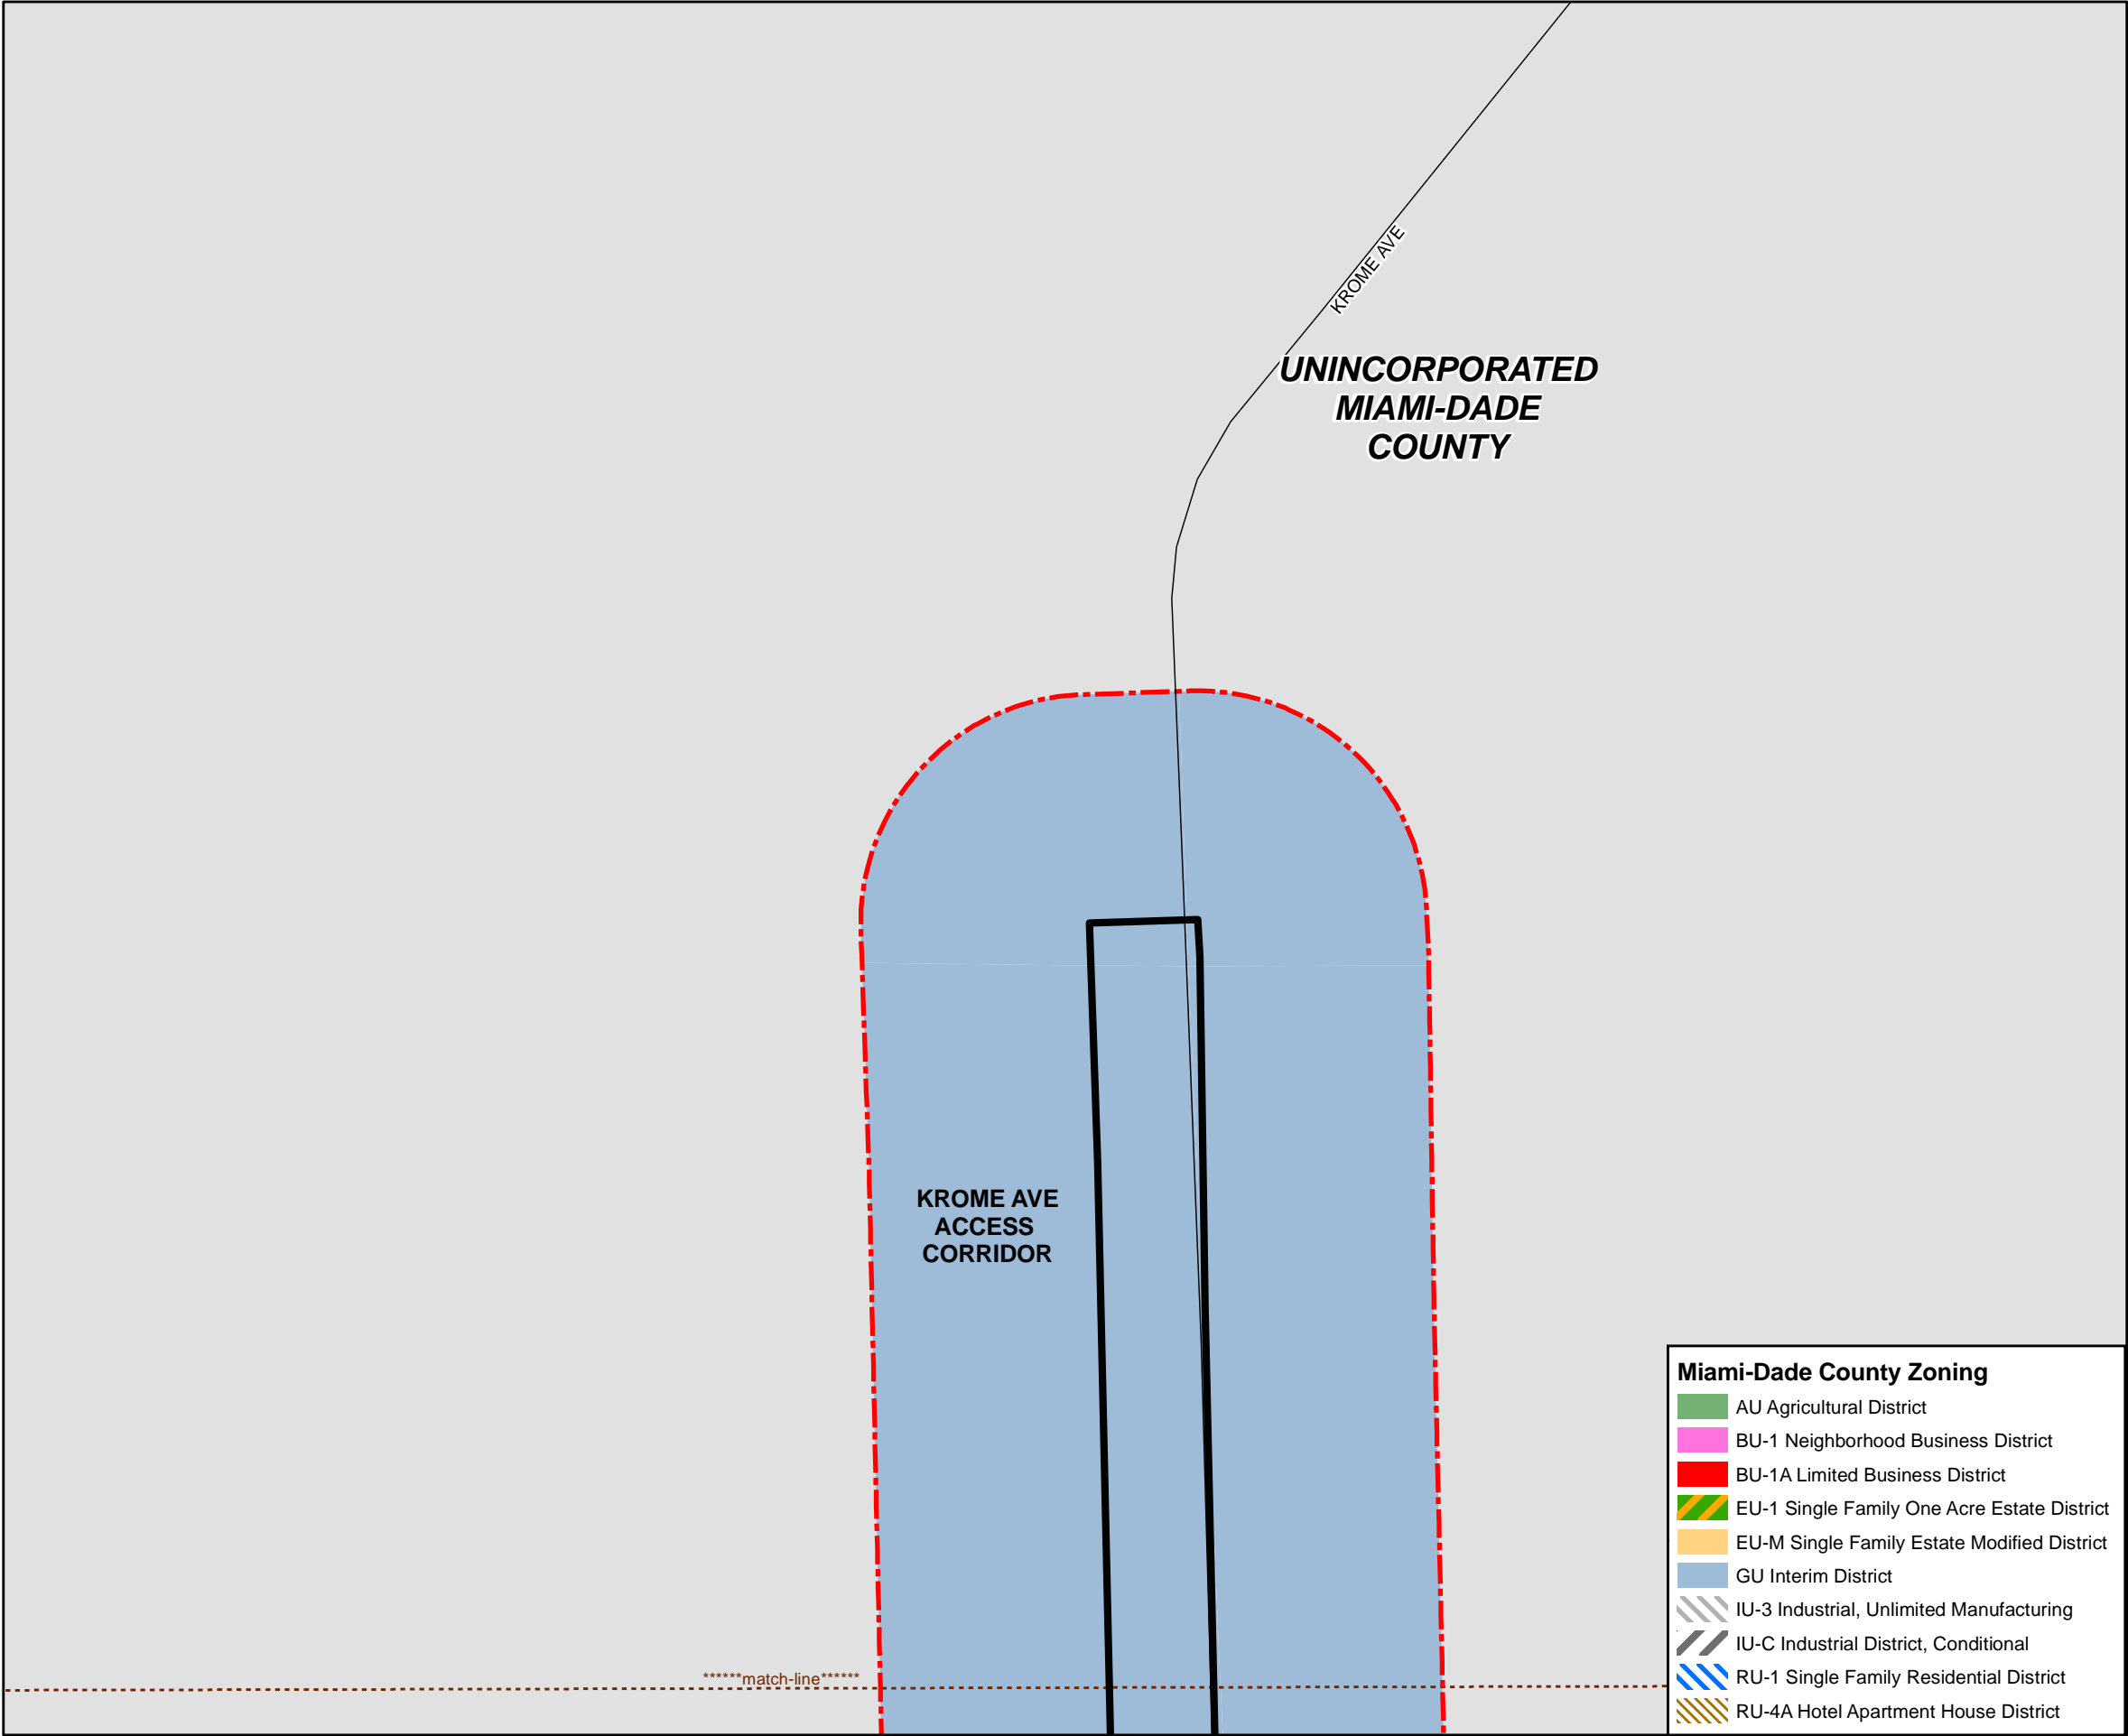 KROME AVE
UNINCORPORATED
MIAMI-DADE
COUNTY
KROME AVE
ACCESS
CORRIDOR
******match-line******
Miami-Dade County Zoning
AU Agricultural District
BU-1 Neighborhood Business District
BU-1A Limited Business District
EU-1 Single Family One Acre Estate District
EU-M Single Family Estate Modified District
GU Interim District
IU-3 Industrial, Unlimited Manufacturing
IU-C Industrial District, Conditional
RU-1 Single Family Residential District
RU-4A Hotel Apartment House District